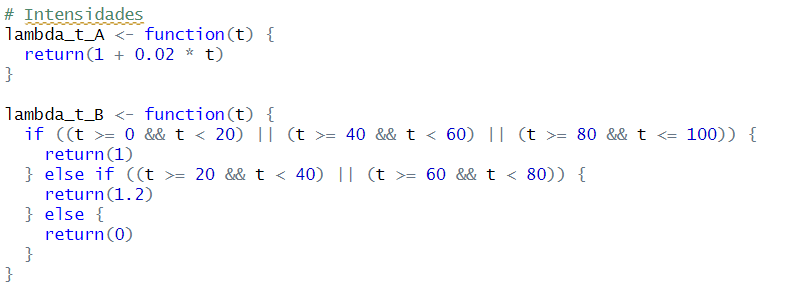 # Intensidades
lambda_t_A <- function(t) {
  return(1 + 0.02 * t)
}

lambda_t_B <- function(t) {
  if ((t >= 0 && t < 20) || (t >= 40 && t < 60) || (t >= 80 && t <= 100)) {
    return(1)
  } else if ((t >= 20 && t < 40) || (t >= 60 && t < 80)) {
    return(1.2)
  } else {
    return(0)
  }
}